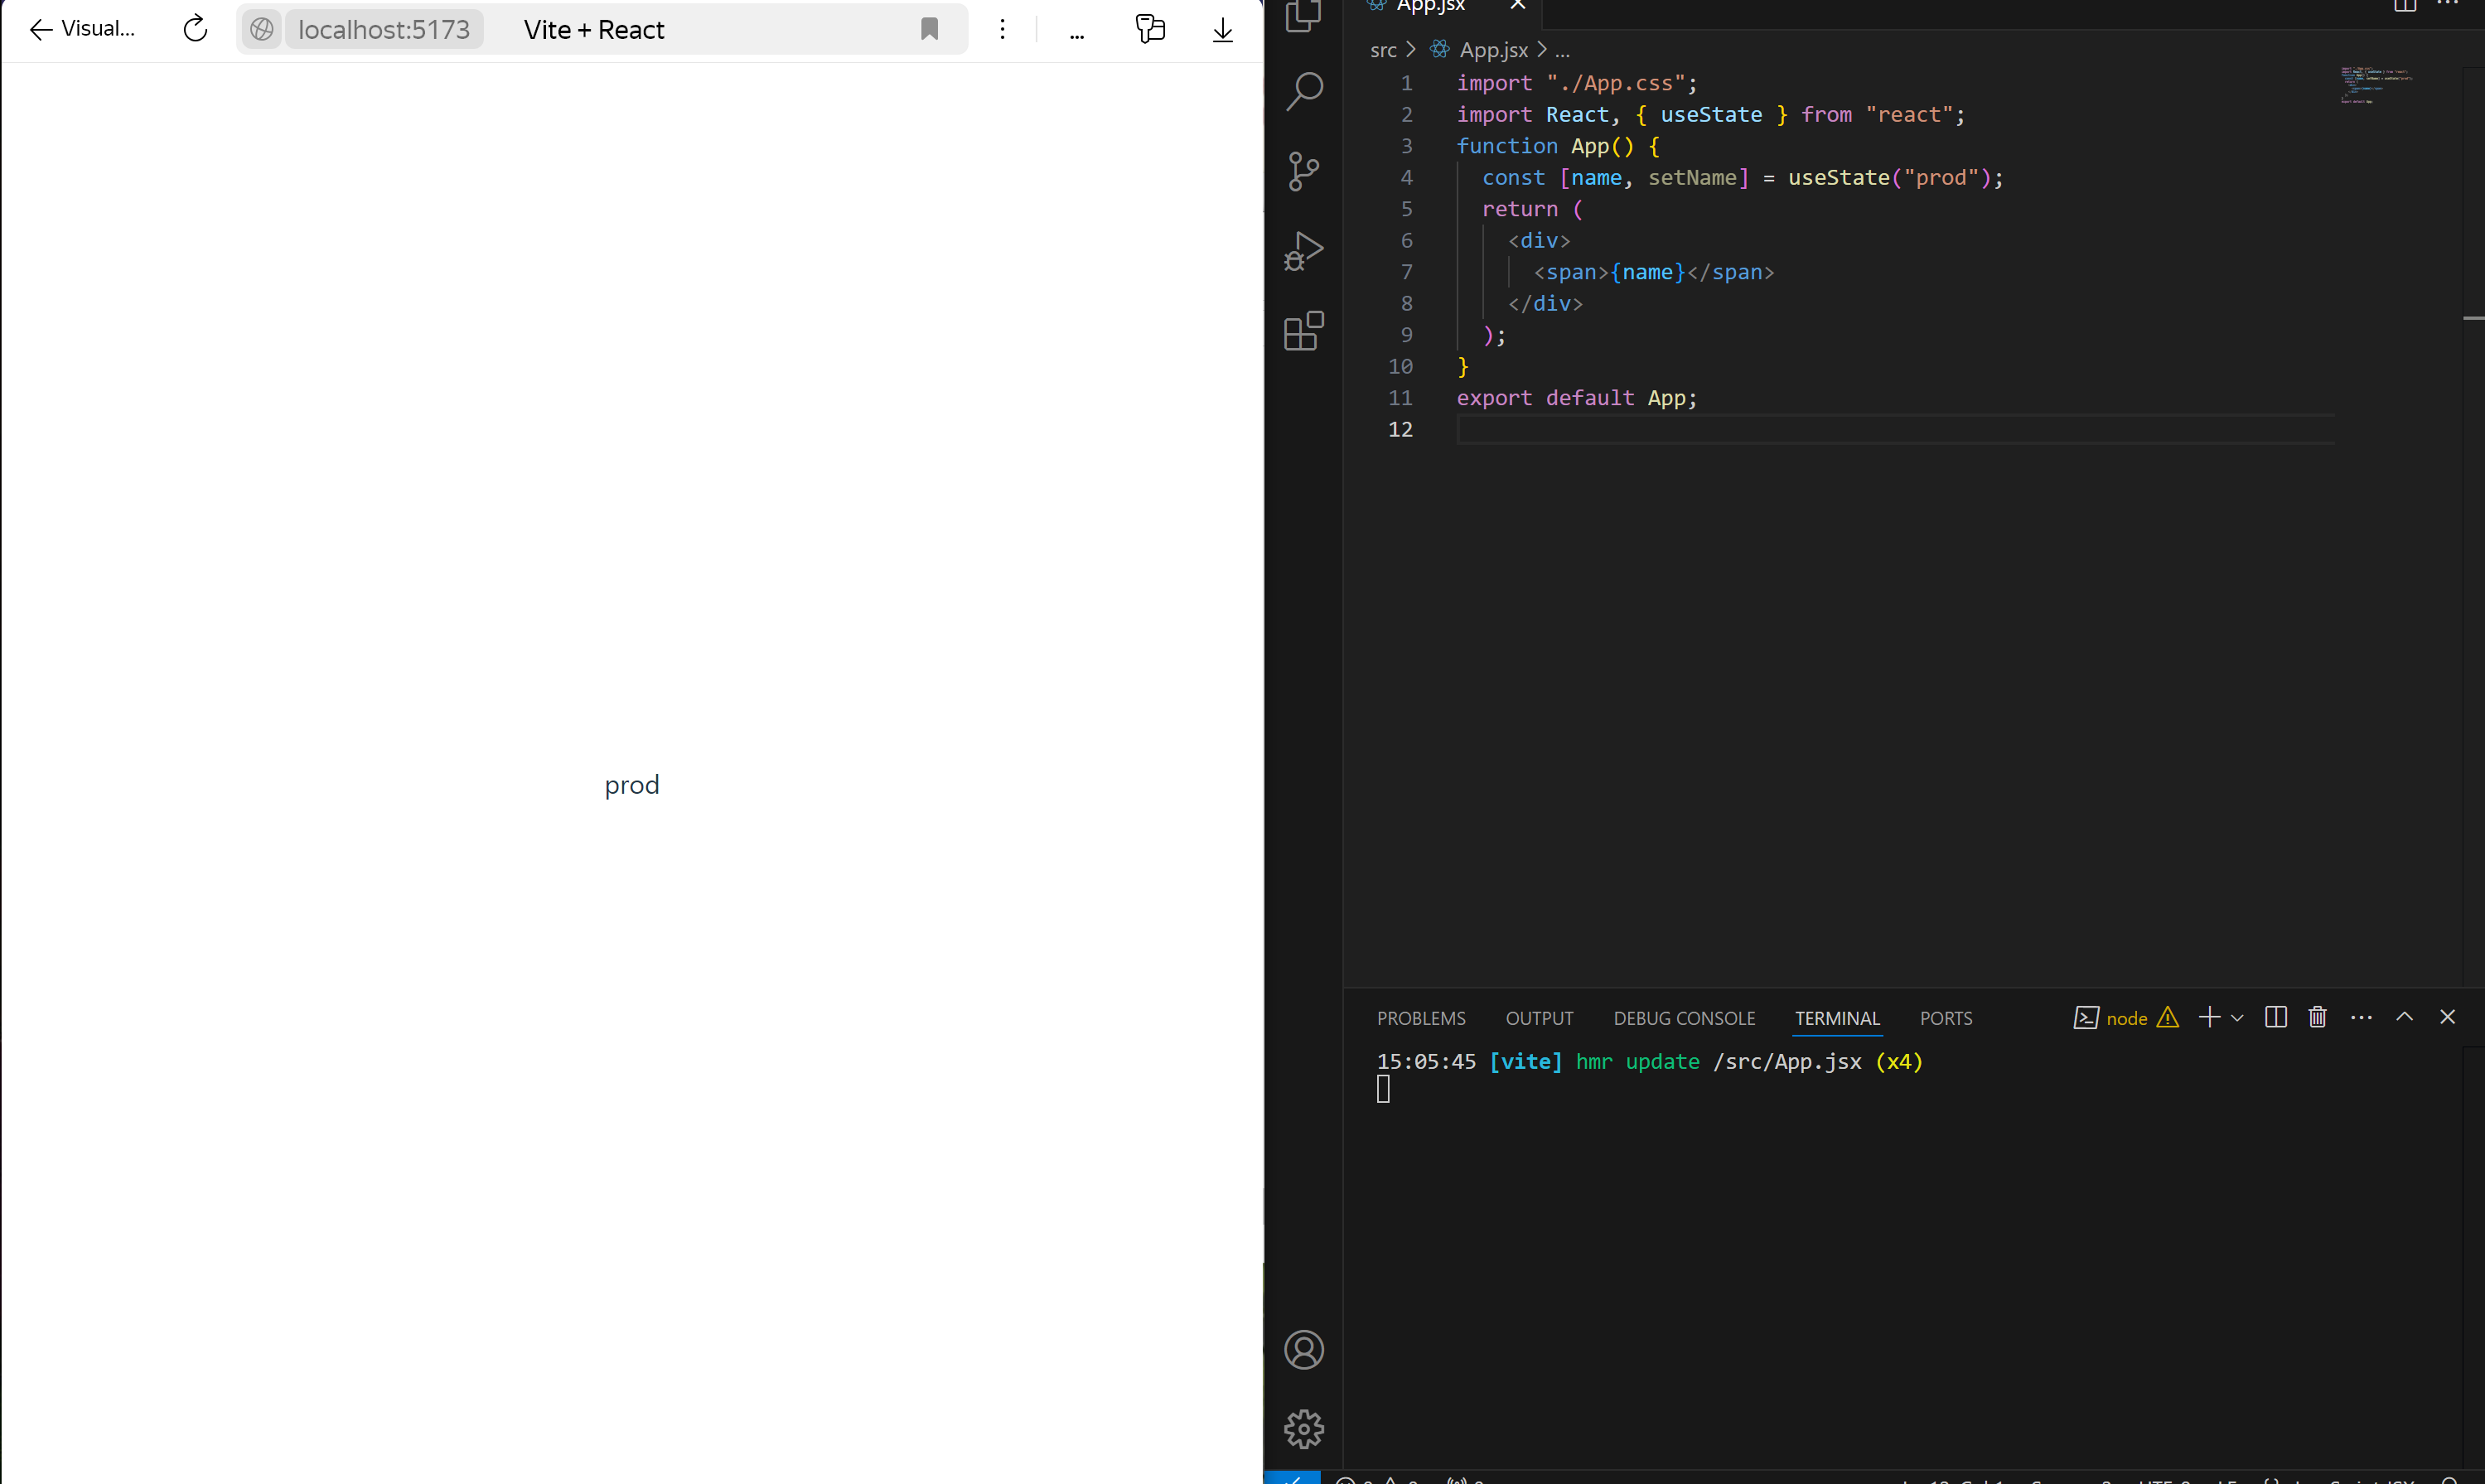 Visual...
localhost:5173 Vite + React
...
prod
App.jsx
src > App.jsx > ...
1 import "./App.css";
2 import React, { useState } from "react";
3 function App() {
4 const [name, setName] = useState("prod");
5 return (
6 <div>
7 <span>{name}</span>
8 </div>
9 );
10 }
11 export default App;
12
PROBLEMS OUTPUT DEBUG CONSOLE TERMINAL PORTS node
15:05:45 [vite] hmr update /src/App.jsx (x4)